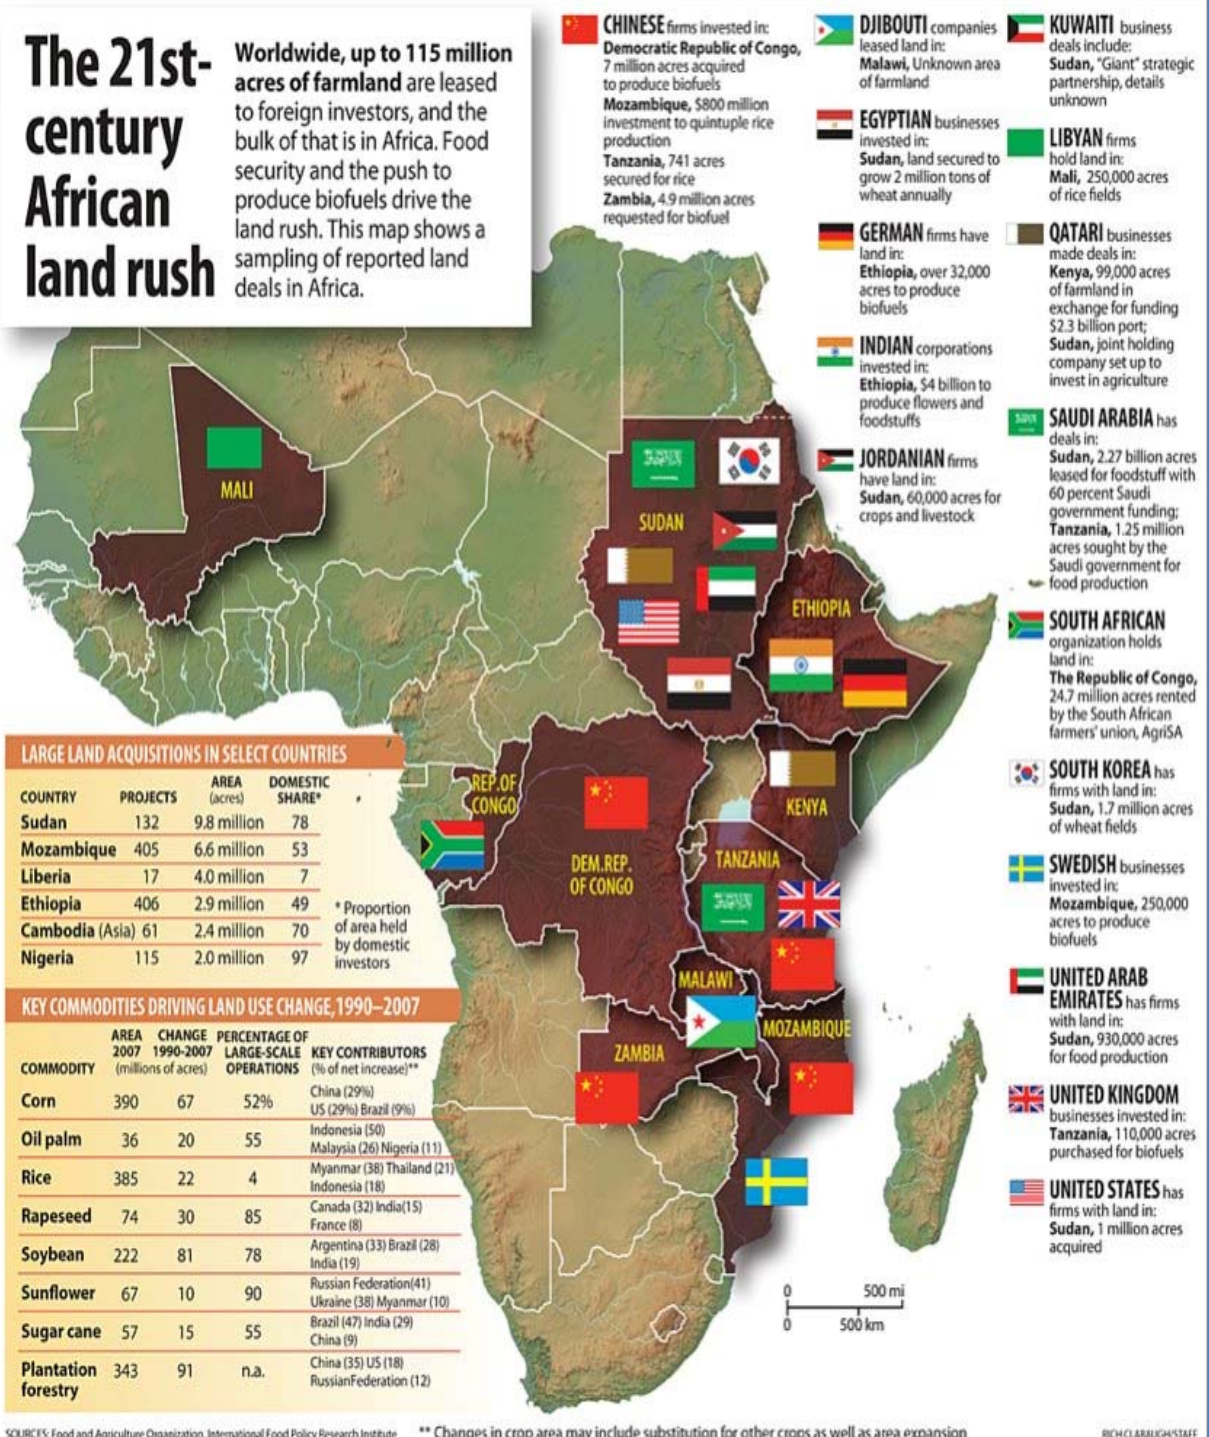 The 21st-
century
African
land rush
Worldwide, up to 115 million
acres of farmland are leased
to foreign investors, and the
bulk of that is in Africa. Food
security and the push to
produce biofuels drive the
land rush. This map shows a
sampling of reported land
deals in Africa.
CHINESE firms invested in:
Democratic Republic of Congo,
7 million acres acquired
to produce biofuels
Mozambique, $800 million
investment to quintuple rice
production
Tanzania, 741 acres
secured for rice
Zambia, 4.9 million acres
requested for biofuel
DJIBOUTI companies
leased land in:
Malawi, Unknown area
of farmland
EGYPTIAN businesses
invested in:
Sudan, land secured to
grow 2 million tons of
wheat annually
GERMAN firms have
land in:
Ethiopia, over 32,000
acres to produce
biofuels
INDIAN corporations
invested in:
Ethiopia, $4 billion to
produce flowers and
foodstuffs
JORDANIAN firms
have land in:
Sudan, 60,000 acres for
crops and livestock
KUWAITI business
deals include:
Sudan, "Giant" strategic
partnership, details
unknown
LIBYAN firms
hold land in:
Mali, 250,000 acres
of rice fields
QATARI businesses
made deals in:
Kenya, 99,000 acres
of farmland in
exchange for funding
$2.3 billion port;
Sudan, joint holding
company set up to
invest in agriculture
SAUDI ARABIA has
deals in:
Sudan, 2.27 billion acres
leased for foodstuff with
60 percent Saudi
government funding;
Tanzania, 1.25 million
acres sought by the
Saudi government for
food production
SOUTH AFRICAN
organization holds
land in:
The Republic of Congo,
24.7 million acres rented
by the South African
farmers' union, AgriSA
SOUTH KOREA has
firms with land in:
Sudan, 1.7 million acres
of wheat fields
SWEDISH businesses
invested in:
Mozambique, 250,000
acres to produce
biofuels
UNITED ARAB
EMIRATES has firms
with land in:
Sudan, 930,000 acres
for food production
UNITED KINGDOM
businesses invested in:
Tanzania, 110,000 acres
purchased for biofuels
UNITED STATES has
firms with land in:
Sudan, 1 million acres
acquired
MALI
SUDAN
ETHIOPIA
REP. OF
CONGO
KENYA
DEM. REP.
OF CONGO
TANZANIA
MALAWI
MOZAMBIQUE
ZAMBIA
0 500 mi
0 500 km
LARGE LAND ACQUISITIONS IN SELECT COUNTRIES
COUNTRY PROJECTS AREA (acres) DOMESTIC SHARE*
Sudan 132 9.8 million 78
Mozambique 405 6.6 million 53
Liberia 17 4.0 million 7
Ethiopia 406 2.9 million 49
Cambodia (Asia) 61 2.4 million 70
Nigeria 115 2.0 million 97
* Proportion
of area held
by domestic
investors
KEY COMMODITIES DRIVING LAND USE CHANGE, 1990–2007
AREA CHANGE PERCENTAGE OF
2007 1990-2007 LARGE-SCALE KEY CONTRIBUTORS
COMMODITY (millions of acres) OPERATIONS (% of net increase)**
Corn 390 67 52% China (29%)
US (29%) Brazil (9%)
Oil palm 36 20 55 Indonesia (50)
Malaysia (26) Nigeria (11)
Rice 385 22 4 Myanmar (38) Thailand (21)
Indonesia (18)
Rapeseed 74 30 85 Canada (32) India(15)
France (8)
Soybean 222 81 78 Argentina (33) Brazil (28)
India (19)
Sunflower 67 10 90 Russian Federation(41)
Ukraine (38) Myanmar (10)
Sugar cane 57 15 55 Brazil (47) India (29)
China (9)
Plantation forestry 343 91 n.a. China (35) US (18)
RussianFederation (12)
SOURCES: Food and Agriculture Organization, International Food Policy Research Institute
** Changes in crop area may include substitution for other crops as well as area expansion
RICH CLABAUGH/STAFF